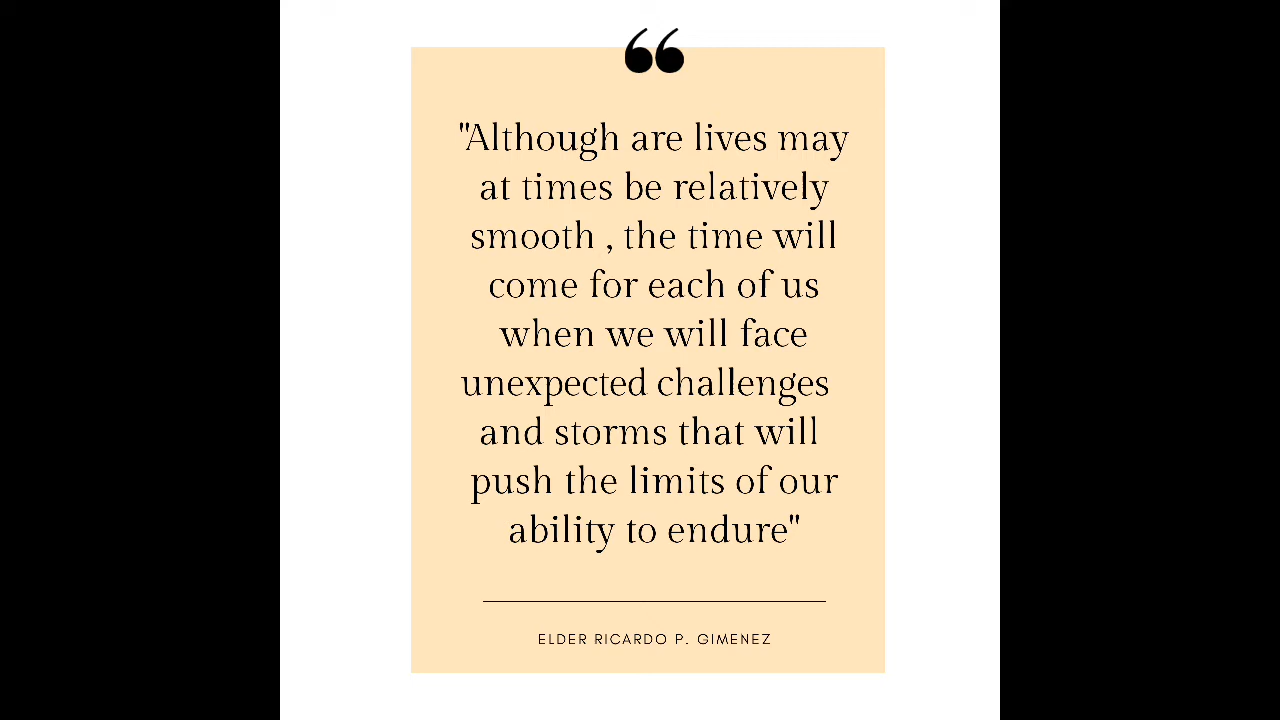 ❝
"Although are lives may
at times be relatively
smooth , the time will
come for each of us
when we will face
unexpected challenges
and storms that will
push the limits of our
ability to endure"
ELDER RICARDO P. GIMENEZ